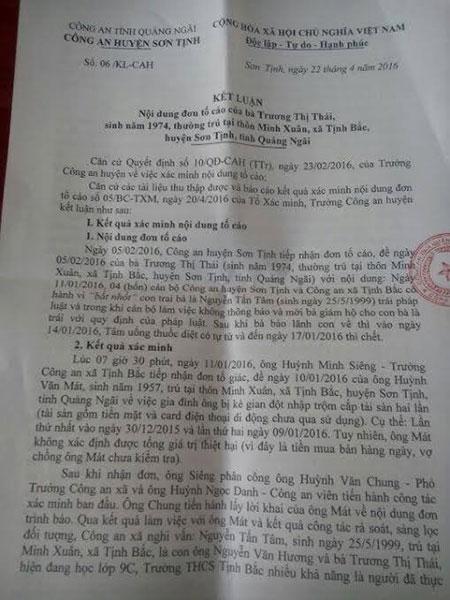 CÔNG AN TỈNH QUẢNG NGÃI
CÔNG AN HUYỆN SƠN TỊNH
Số: 06 /KL-CAH
CỘNG HÒA XÃ HỘI CHỦ NGHĨA VIỆT NAM
Độc lập - Tự do - Hạnh phúc
Sơn Tịnh, ngày 22 tháng 4 năm 2016
KẾT LUẬN
Nội dung đơn tố cáo của bà Trương Thị Thái,
sinh năm 1974, thường trú tại thôn Minh Xuân, xã Tịnh Bắc,
huyện Sơn Tịnh, tỉnh Quảng Ngãi
Căn cứ Quyết định số 10/QĐ-CAH (TTr), ngày 23/02/2016, của Trưởng
Công an huyện về việc xác minh nội dung tố cáo;
Căn cứ các tài liệu thu thập được và báo cáo kết quả xác minh nội dung đơn
tố cáo số 05/BC-TXM, ngày 20/4/2016 của Tổ Xác minh, Trưởng Công an huyện
kết luận như sau:
I. Kết quả xác minh nội dung tố cáo
1. Nội dung đơn tố cáo
Ngày 05/02/2016, Công an huyện Sơn Tịnh tiếp nhận đơn tố cáo, đề ngày
05/02/2016 của bà Trương Thị Thái (sinh năm 1974, thường trú tại thôn Minh
Xuân, xã Tịnh Bắc, huyện Sơn Tịnh, tỉnh Quảng Ngãi) với nội dung: Ngày
11/01/2016, 04 (bốn) cán bộ Công an huyện Sơn Tịnh và Công an xã Tịnh Bắc có
hành vi "bắt nhốt" con trai bà là Nguyễn Tấn Tâm (sinh ngày 25/5/1999) trái pháp
luật và trong khi cán bộ làm việc không thông báo và mời bà giám hộ cho con bà là
trái với quy định của pháp luật. Sau khi bà bảo lãnh con về thì vào ngày
14/01/2016, Tâm uống thuốc diệt cỏ tự tử và đến ngày 17/01/2016 thì chết.
2. Kết quả xác minh
Lúc 07 giờ 30 phút, ngày 11/01/2016, ông Huỳnh Minh Siêng - Trưởng
Công an xã Tịnh Bắc tiếp nhận đơn tố giác, đề ngày 10/01/2016 của ông Huỳnh
Văn Mát, sinh năm 1957, trú tại thôn Minh Xuân, xã Tịnh Bắc, huyện Sơn Tịnh,
tỉnh Quảng Ngãi về việc gia đình ông bị kẻ gian đột nhập trộm cắp tài sản hai lần
(tài sản gồm tiền mặt và card điện thoại di động chưa qua sử dụng). Cụ thể: Lần
thứ nhất vào ngày 30/12/2015 và lần thứ hai ngày 09/01/2016. Tuy nhiên, ông Mát
không xác định được tổng giá trị thiệt hại (vì đây là tiền mua bán hàng ngày, vợ
chồng ông Mát chưa kiểm tra).
Sau khi nhận đơn, ông Siêng phân công ông Huỳnh Văn Chung - Phó
Trưởng Công an xã và ông Huỳnh Ngọc Danh - Công an viên tiến hành công tác
xác minh ban đầu. Ông Chung tiến hành lấy lời khai của ông Mát về nội dung đơn
trình báo. Qua kết quả làm việc với ông Mát và kết quả công tác rà soát, sàng lọc
đối tượng, Công an xã nghi vấn: Nguyễn Tấn Tâm, sinh ngày 25/5/1999, trú tại
Minh Xuân, xã Tịnh Bắc, là con ông Nguyễn Văn Hương và bà Trương Thị Thái,
hiện đang học lớp 9C, Trường THCS Tịnh Bắc nhiều khả năng là người đã thực